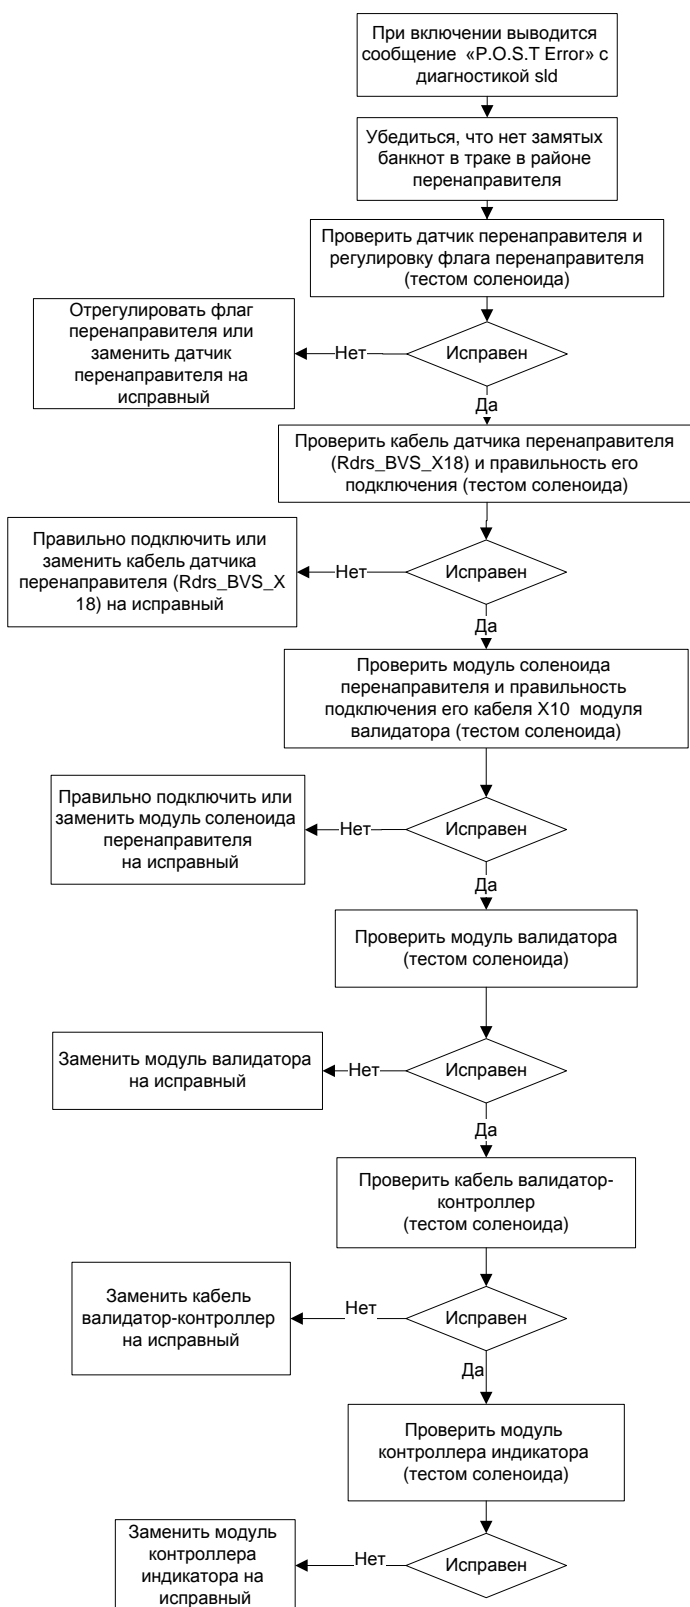 При включении выводится
сообщение «P.O.S.T Error» с
диагностикой sld
Убедиться, что нет замятых
банкнот в траке в районе
перенаправителя
Проверить датчик перенаправителя и
регулировку флага перенаправителя
(тестом соленоида)
Отрегулировать флаг
перенаправителя или
заменить датчик
перенаправителя на
исправный
Нет
Исправен
Да
Проверить кабель датчика перенаправителя
(Rdrs_BVS_X18) и правильность его
подключения (тестом соленоида)
Правильно подключить или
заменить кабель датчика
перенаправителя (Rdrs_BVS_X
18) на исправный
Нет
Исправен
Да
Проверить модуль соленоида
перенаправителя и правильность
подключения его кабеля X10 модуля
валидатора (тестом соленоида)
Правильно подключить или
заменить модуль соленоида
перенаправителя
на исправный
Нет
Исправен
Да
Проверить модуль валидатора
(тестом соленоида)
Заменить модуль валидатора
на исправный
Нет
Исправен
Да
Проверить кабель валидатор-
контроллер
(тестом соленоида)
Заменить кабель
валидатор-контроллер
на исправный
Нет
Исправен
Да
Проверить модуль
контроллера индикатора
(тестом соленоида)
Заменить модуль
контроллера
индикатора на
исправный
Нет
Исправен